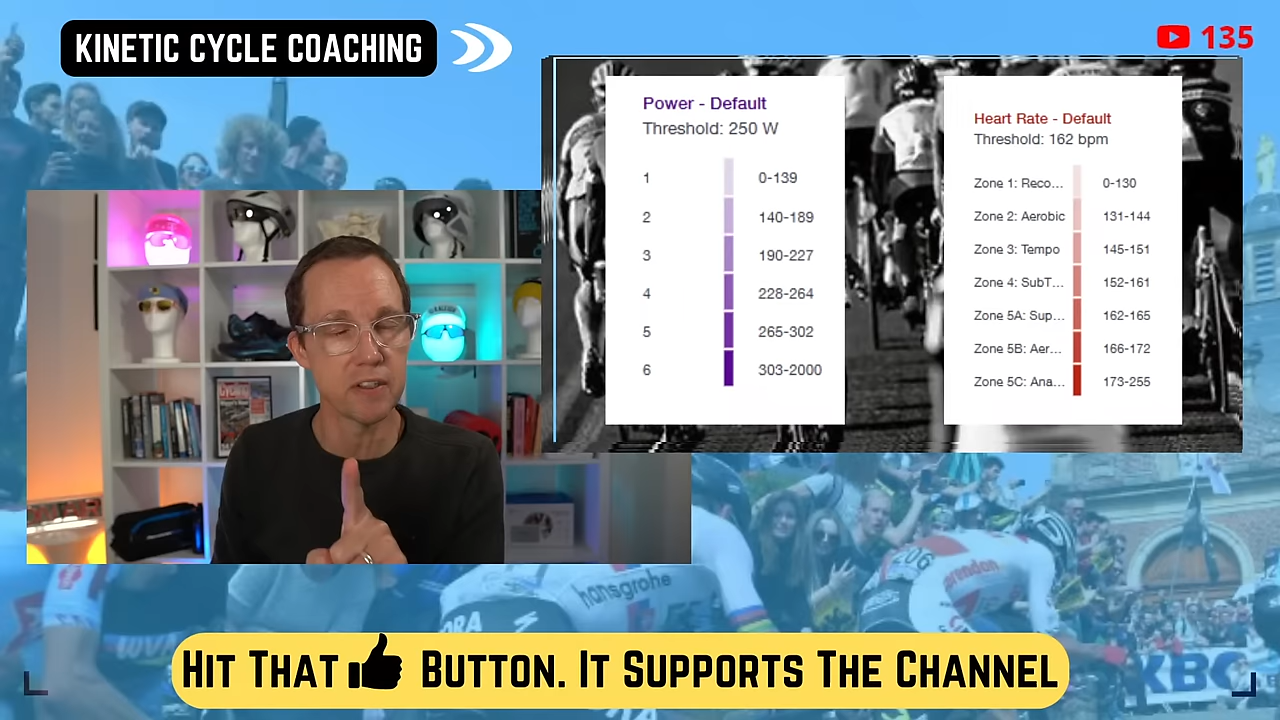 KINETIC CYCLE COACHING
135
Power - Default
Threshold: 250 W
1 0-139
2 140-189
3 190-227
4 228-264
5 265-302
6 303-2000
Heart Rate - Default
Threshold: 162 bpm
Zone 1: Reco... 0-130
Zone 2: Aerobic 131-144
Zone 3: Tempo 145-151
Zone 4: SubT... 152-161
Zone 5A: Sup... 162-165
Zone 5B: Aer... 166-172
Zone 5C: Ana... 173-255
hansgrohe
206
HIT THAT BUTTON. IT SUPPORTS THE CHANNEL